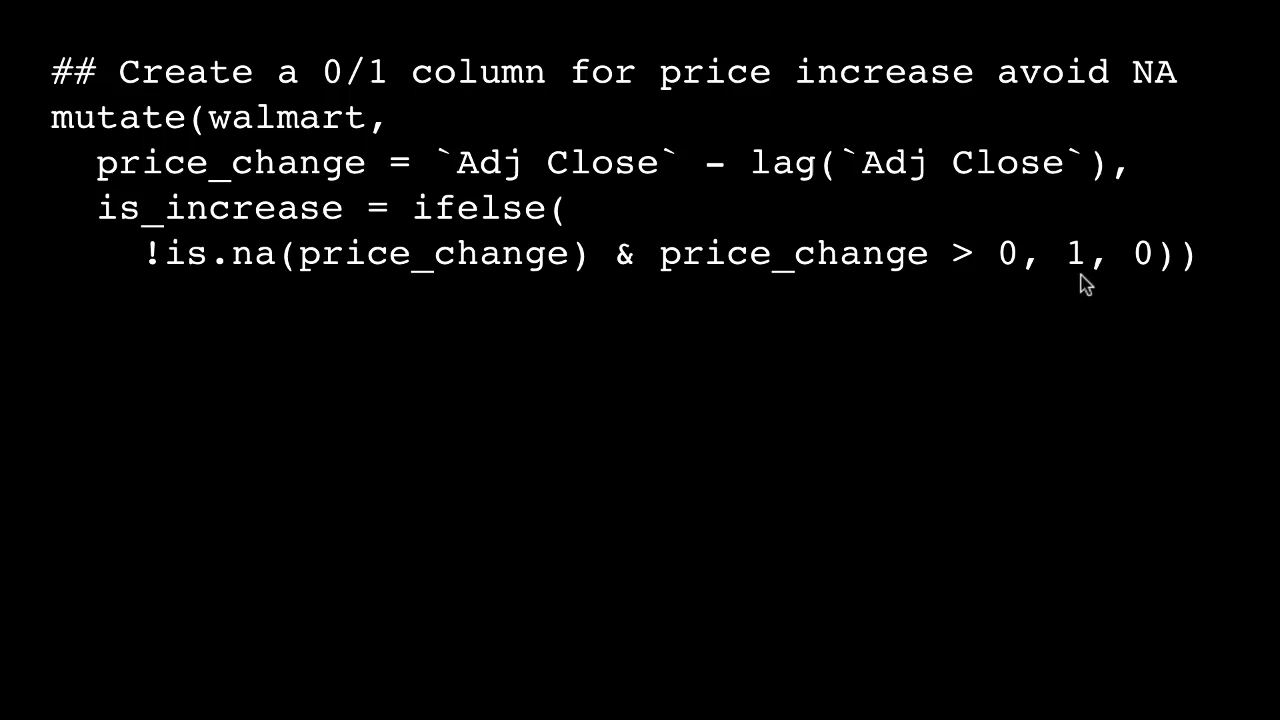 ## Create a 0/1 column for price increase avoid NA
mutate(walmart,
  price_change = `Adj Close` - lag(`Adj Close`),
  is_increase = ifelse(
    !is.na(price_change) & price_change > 0, 1, 0))